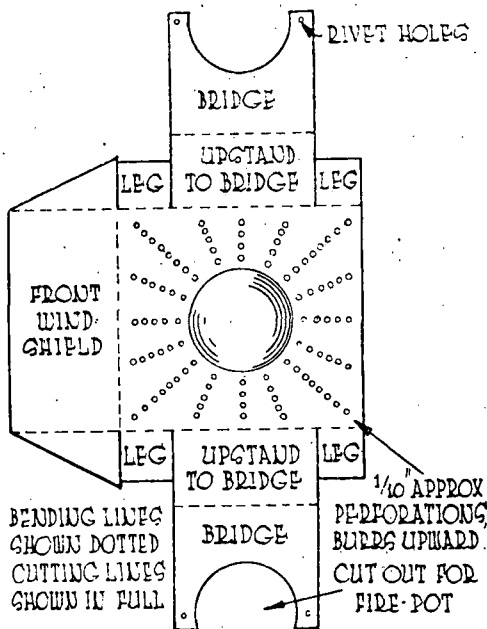 RIVET HOLES
BRIDGE
UPSTAND
TO BRIDGE
LEG
LEG
FRONT
WIND-
SHIELD
LEG
UPSTAND
TO BRIDGE
LEG
1/10" APPROX
PERFORATIONS,
BURRS UPWARD
BENDING LINES
SHOWN DOTTED
CUTTING LINES
SHOWN IN FULL
BRIDGE
CUT OUT FOR
FIRE-POT